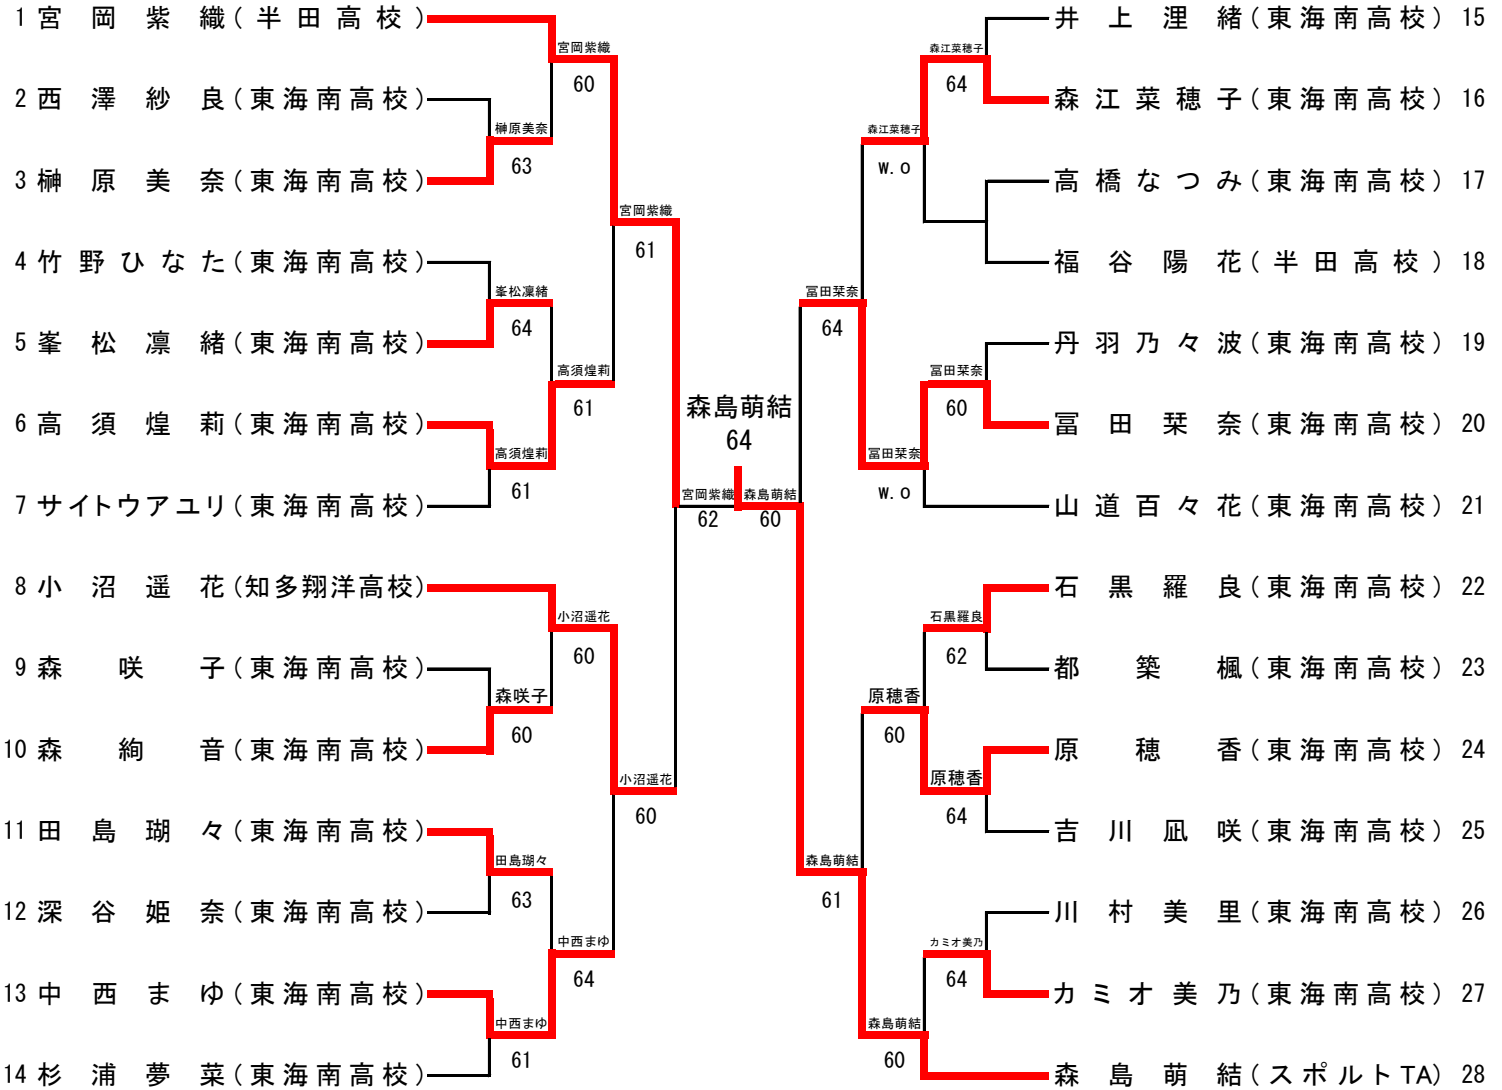 1 宮岡紫織(半田高校)
2 西澤紗良(東海南高校)
3 榊原美奈(東海南高校)
4 竹野ひなた(東海南高校)
5 峯松凛緒(東海南高校)
6 高須煌莉(東海南高校)
7 サイトウアユリ(東海南高校)
8 小沼遥花(知多翔洋高校)
9 森咲子(東海南高校)
10 森絢音(東海南高校)
11 田島瑚々(東海南高校)
12 深谷姫奈(東海南高校)
13 中西まゆ(東海南高校)
14 杉浦夢菜(東海南高校)
榊原美奈
63
峯松凛緒
64
高須煌莉
61
森咲子
60
田島瑚々
63
中西まゆ
61
宮岡紫織
60
高須煌莉
61
小沼遥花
60
中西まゆ
64
宮岡紫織
61
小沼遥花
60
宮岡紫織
62
森島萌結
64
森島萌結
60
冨田栞奈
64
森島萌結
61
森江菜穂子
W.O
冨田栞奈
W.O
原穂香
60
森島萌結
60
森江菜穂子
64
冨田栞奈
60
石黒羅良
62
原穂香
64
カミオ美乃
64
井上浬緒(東海南高校) 15
森江菜穂子(東海南高校) 16
高橋なつみ(東海南高校) 17
福谷陽花(半田高校) 18
丹羽乃々波(東海南高校) 19
冨田栞奈(東海南高校) 20
山道百々花(東海南高校) 21
石黒羅良(東海南高校) 22
都築楓(東海南高校) 23
原穂香(東海南高校) 24
吉川凪咲(東海南高校) 25
川村美里(東海南高校) 26
カミオ美乃(東海南高校) 27
森島萌結(スポルトTA) 28